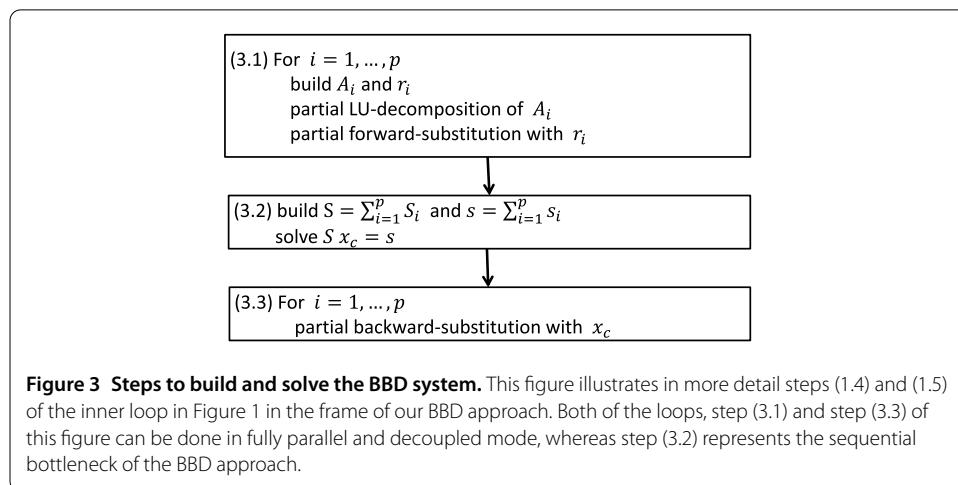 (3.1) For i = 1, … , p
build A_i and r_i
partial LU-decomposition of A_i
partial forward-substitution with r_i
(3.2) build S = ∑_{i=1}^{p} S_i and s = ∑_{i=1}^{p} s_i
solve S x_c = s
(3.3) For i = 1, … , p
partial backward-substitution with x_c
Figure 3 Steps to build and solve the BBD system. This figure illustrates in more detail steps (1.4) and (1.5)
of the inner loop in Figure 1 in the frame of our BBD approach. Both of the loops, step (3.1) and step (3.3) of
this figure can be done in fully parallel and decoupled mode, whereas step (3.2) represents the sequential
bottleneck of the BBD approach.